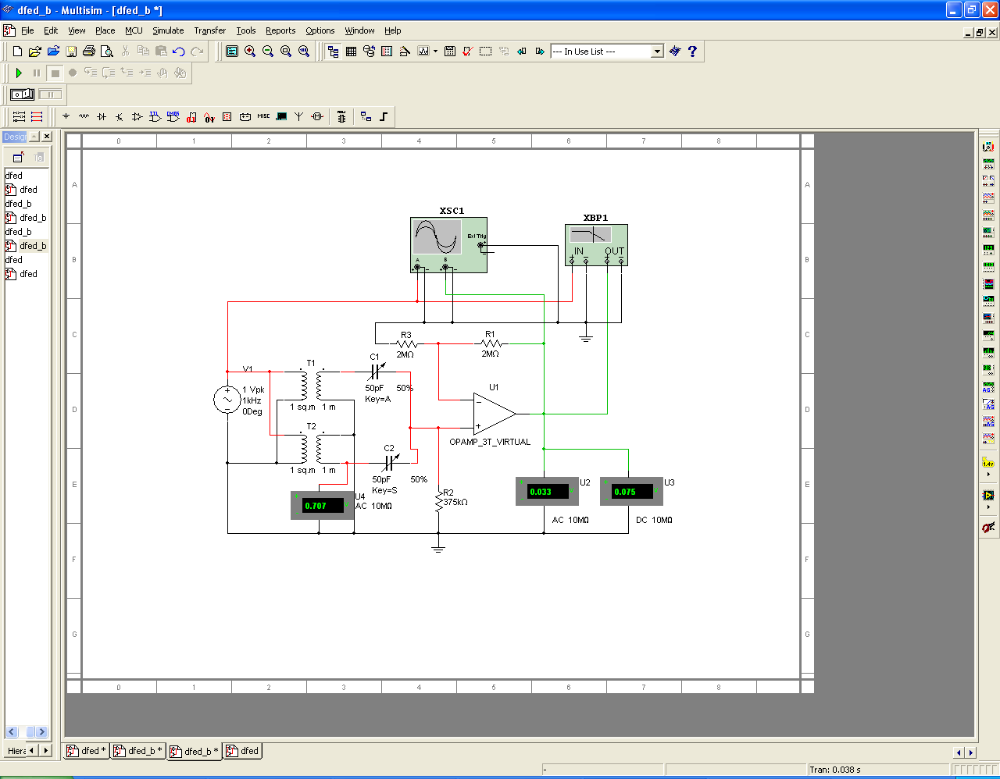 dfed_b - Multisim - [dfed_b *]
File Edit View Place MCU Simulate Transfer Tools Reports Options Window Help
--- In Use List ---
Design
dfed
dfed
dfed_b
dfed_b
dfed_b
dfed_b
dfed
dfed
Hiera
0 1 2 3 4 5 6 7 8
A A
B B
C C
D D
E E
F F
G G
0 1 2 3 4 5 6 7 8
XSC1
Ext Trig
A B
XBP1
IN OUT
R3
2MΩ
R1
2MΩ
C1
50pF 50%
Key=A
V1
1 Vpk
1kHz
0Deg
T1
1 sq.m 1 m
T2
1 sq.m 1 m
U1
OPAMP_3T_VIRTUAL
C2
50pF 50%
Key=S
R2
375kΩ
U4
0.707
AC 10MΩ
U2
0.033
AC 10MΩ
U3
0.075
DC 10MΩ
dfed * dfed_b * dfed_b * dfed
- Tran: 0.038 s